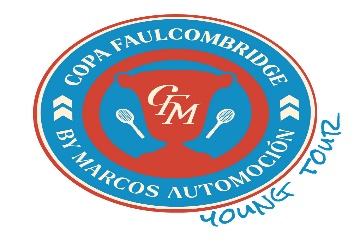 COPA FAULCOMBRIDGE
CFM
BY MARCOS AUTOMOCIÓN
YOUNG TOUR